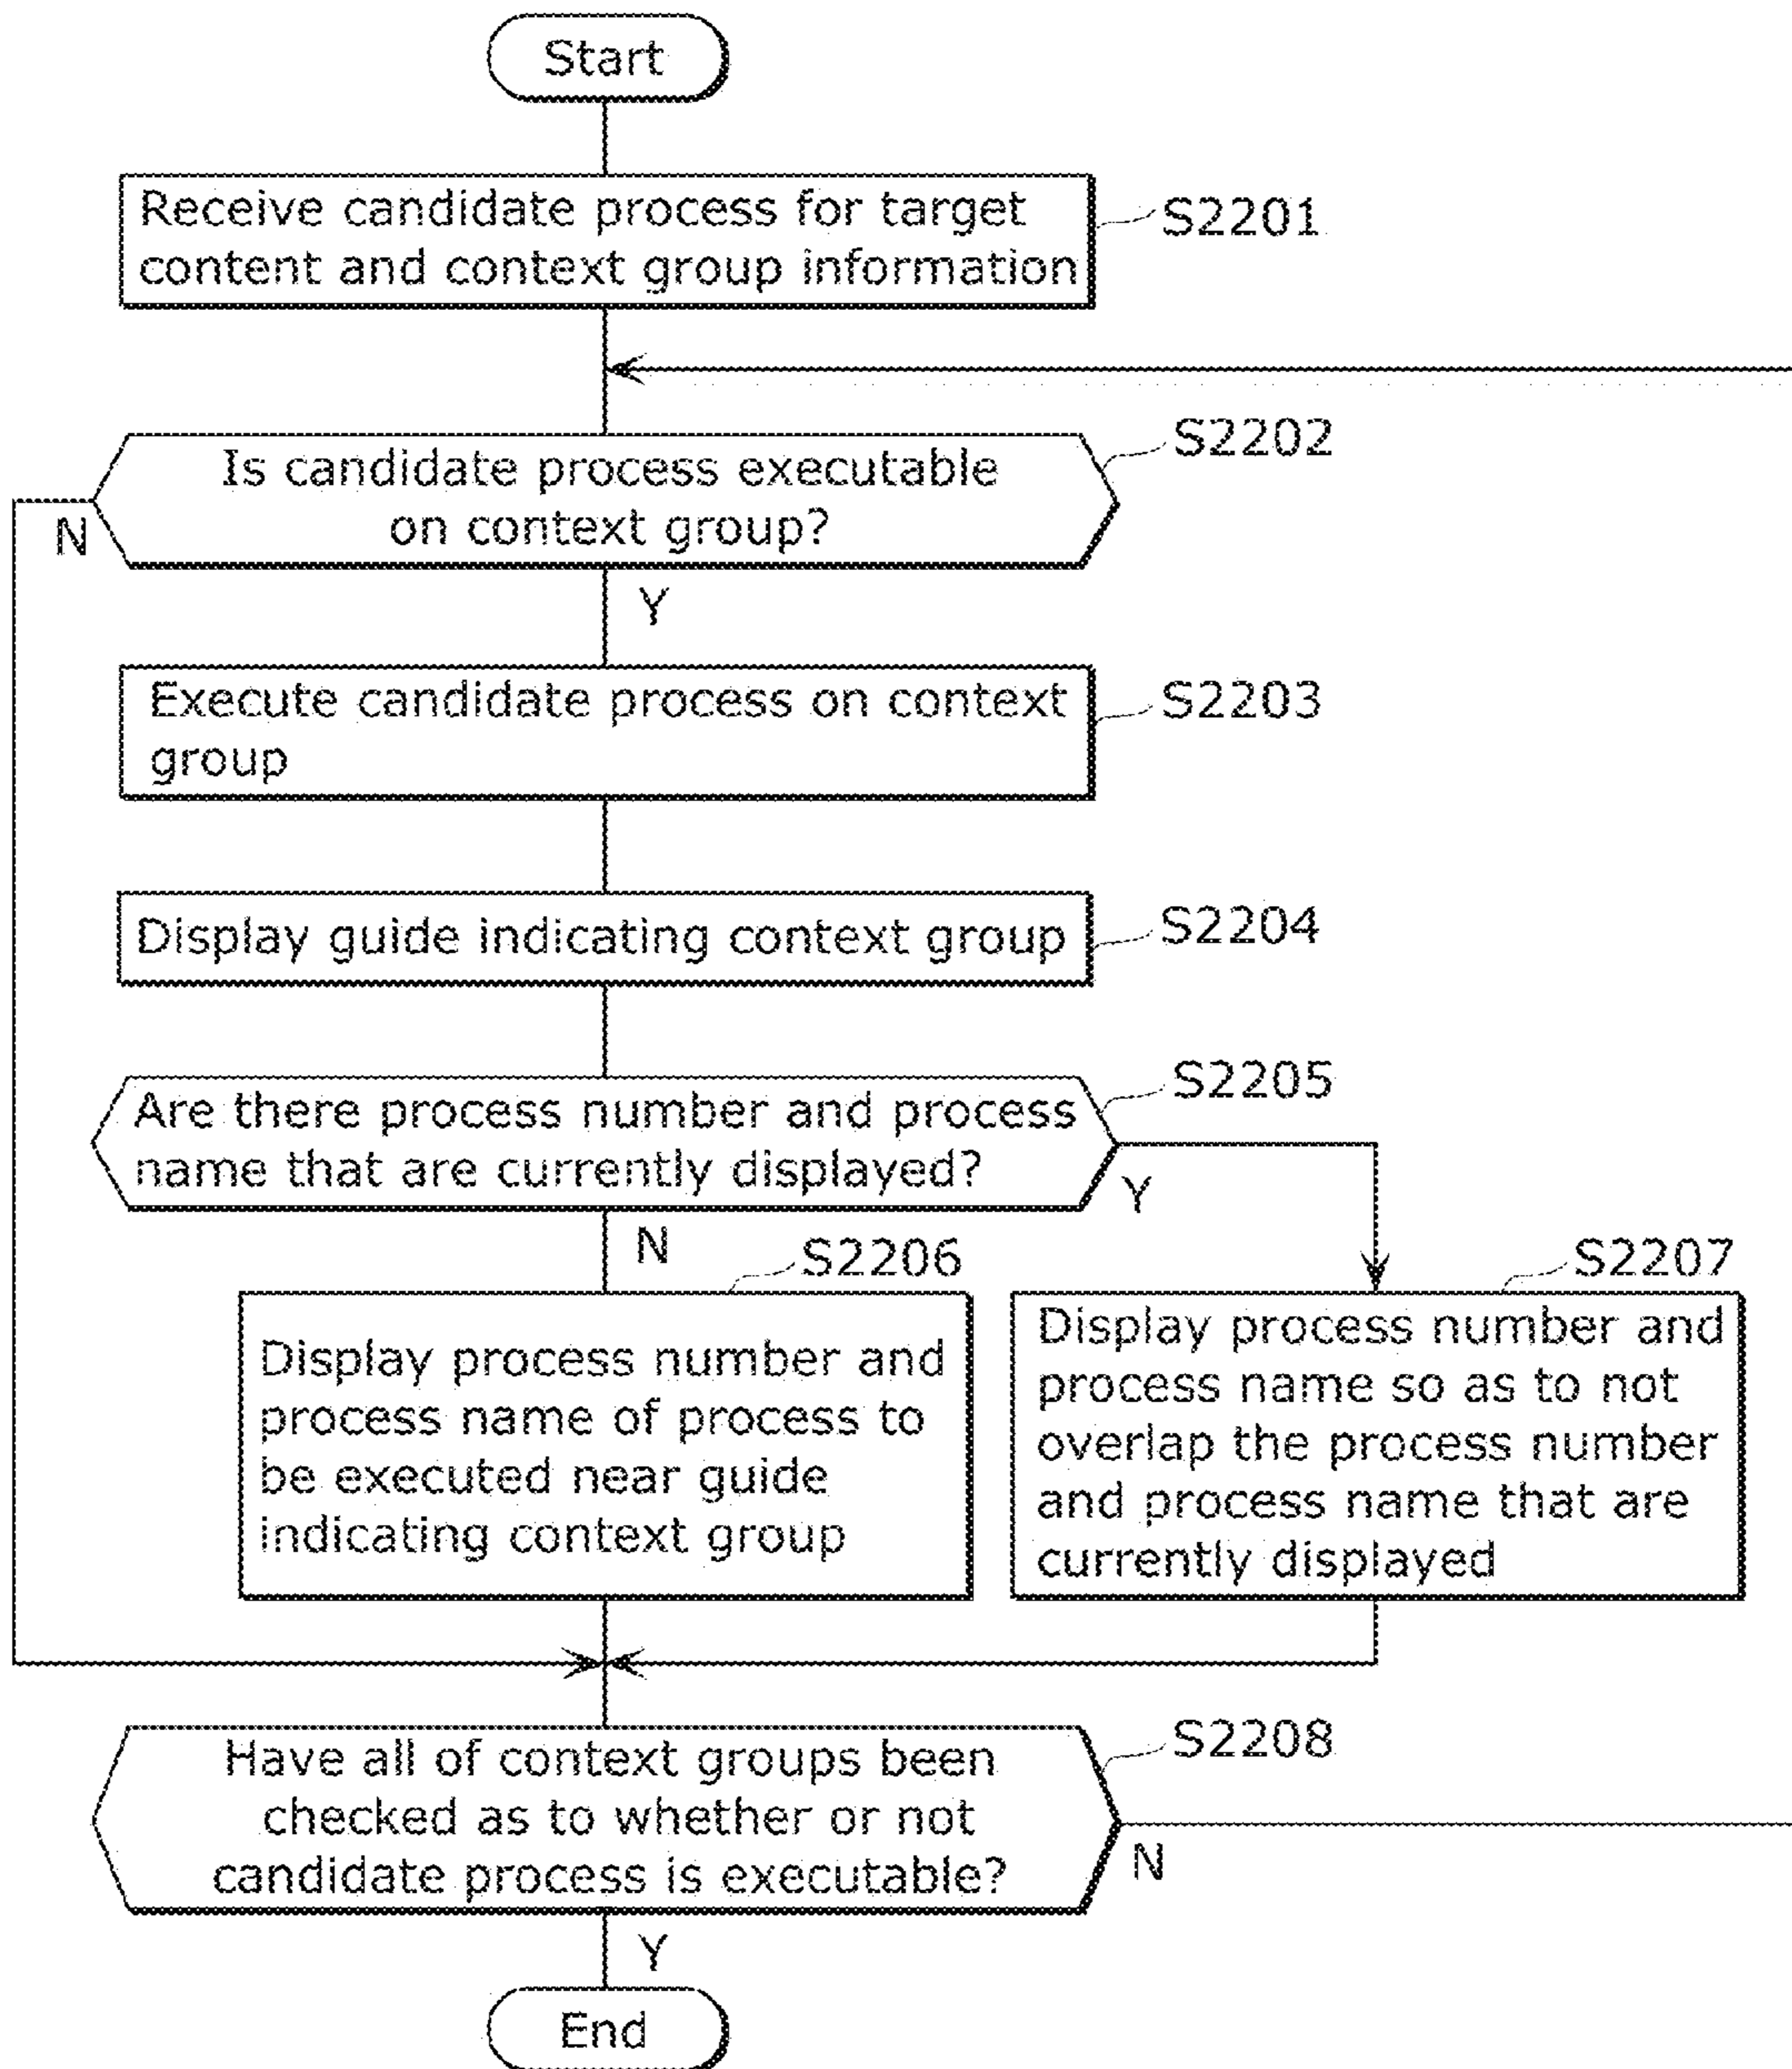 Start
Receive candidate process for target
content and context group information
S2201
S2202
Is candidate process executable
on context group?
N
Y
Execute candidate process on context
group
S2203
Display guide indicating context group
S2204
S2205
Are there process number and process
name that are currently displayed?
Y
N
S2206
S2207
Display process number and
process name of process to
be executed near guide
indicating context group
Display process number and
process name so as to not
overlap the process number
and process name that are
currently displayed
S2208
Have all of context groups been
checked as to whether or not
candidate process is executable?
N
Y
End